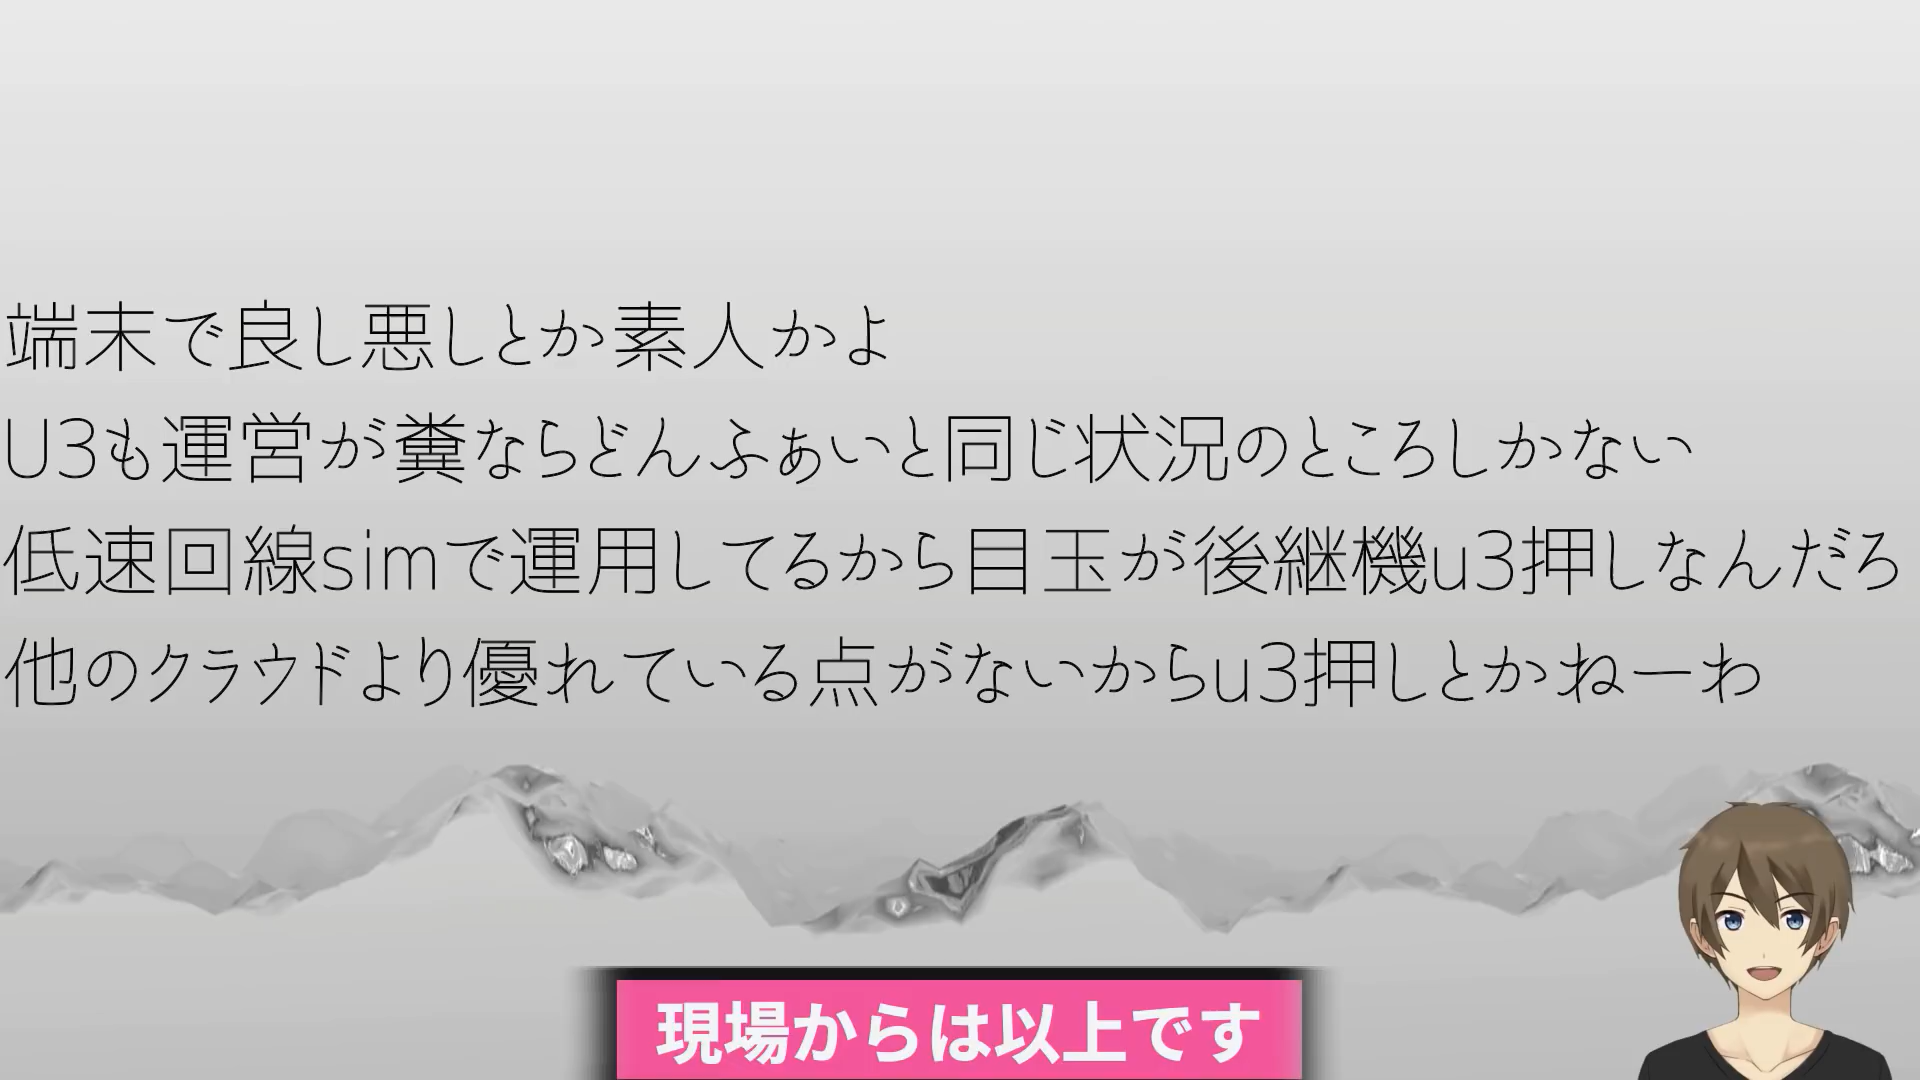 端末で良し悪しとか素人かよ
U3も運営が糞ならどんふぁいと同じ状況のところしかない
低速回線simで運用してるから目玉が後継機u3押しなんだろ
他のクラウドより優れている点がないからu3押しとかねーわ
現場からは以上です